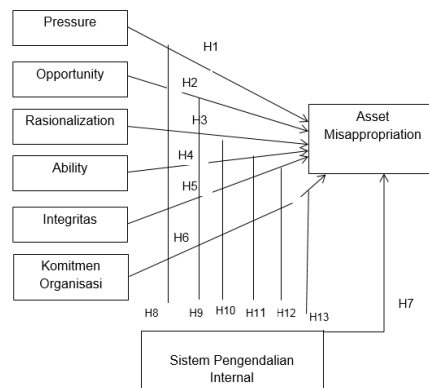 Pressure
H1
Opportunity
H2
Asset
Misappropriation
Rasionalization
H3
Ability
H4
H5
Integritas
H6
Komitmen
Organisasi
H8
H9
H10
H11
H12
H13
H7
Sistem Pengendalian
Internal